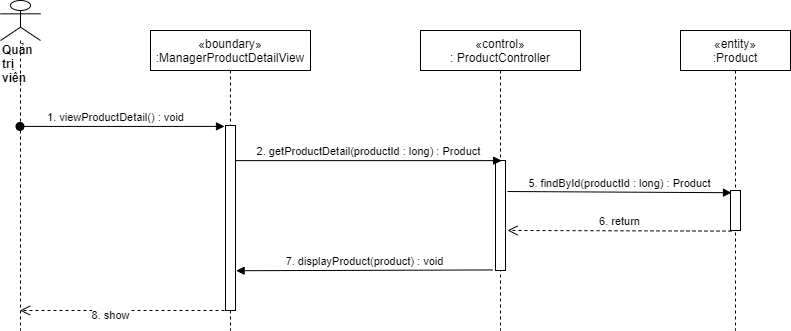 Quản
trị
viên
«boundary»
:ManagerProductDetailView
«control»
: ProductController
«entity»
:Product
1. viewProductDetail() : void
2. getProductDetail(productId : long) : Product
5. findById(productId : long) : Product
6. return
7. displayProduct(product) : void
8. show